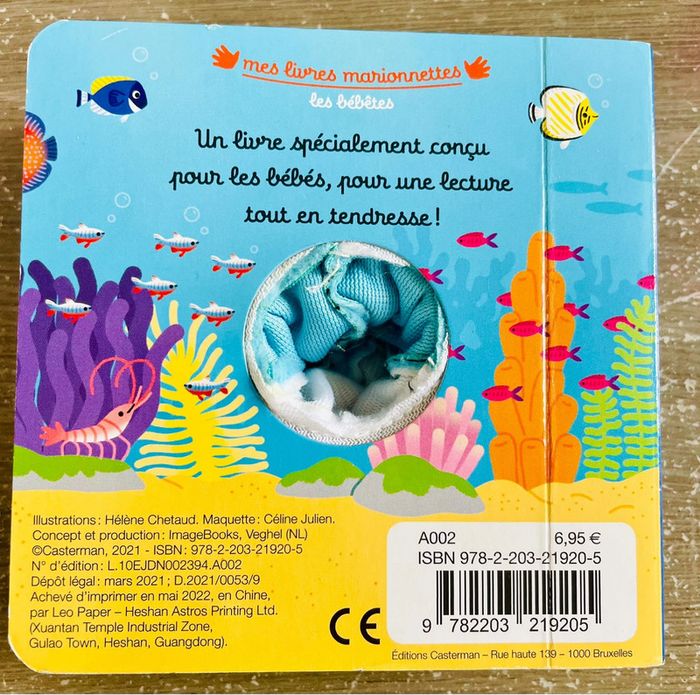 mes livres marionnettes
les bébêtes
Un livre spécialement conçu
pour les bébés, pour une lecture
tout en tendresse !
Illustrations : Hélène Chetaud. Maquette : Céline Julien.
Concept et production : ImageBooks, Veghel (NL)
©Casterman, 2021 - ISBN : 978-2-203-21920-5
N° d'édition : L.10EJDN002394.A002
Dépôt légal : mars 2021 ; D.2021/0053/9
Achevé d'imprimer en mai 2022, en Chine,
par Leo Paper – Heshan Astros Printing Ltd.
(Xuantan Temple Industrial Zone,
Gulao Town, Heshan, Guangdong).
CE
A002 6,95 €
ISBN 978-2-203-21920-5
9 782203 219205
Éditions Casterman – Rue haute 139 – 1000 Bruxelles